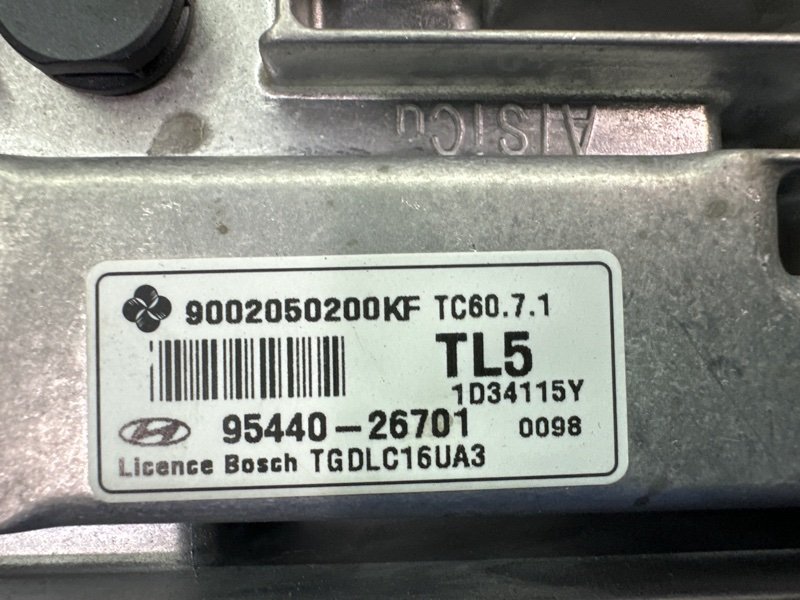 AlSiCu
9002050200KF TC60.7.1
TL5
1D34115Y
95440-26701 0098
Licence Bosch TGDLC16UA3